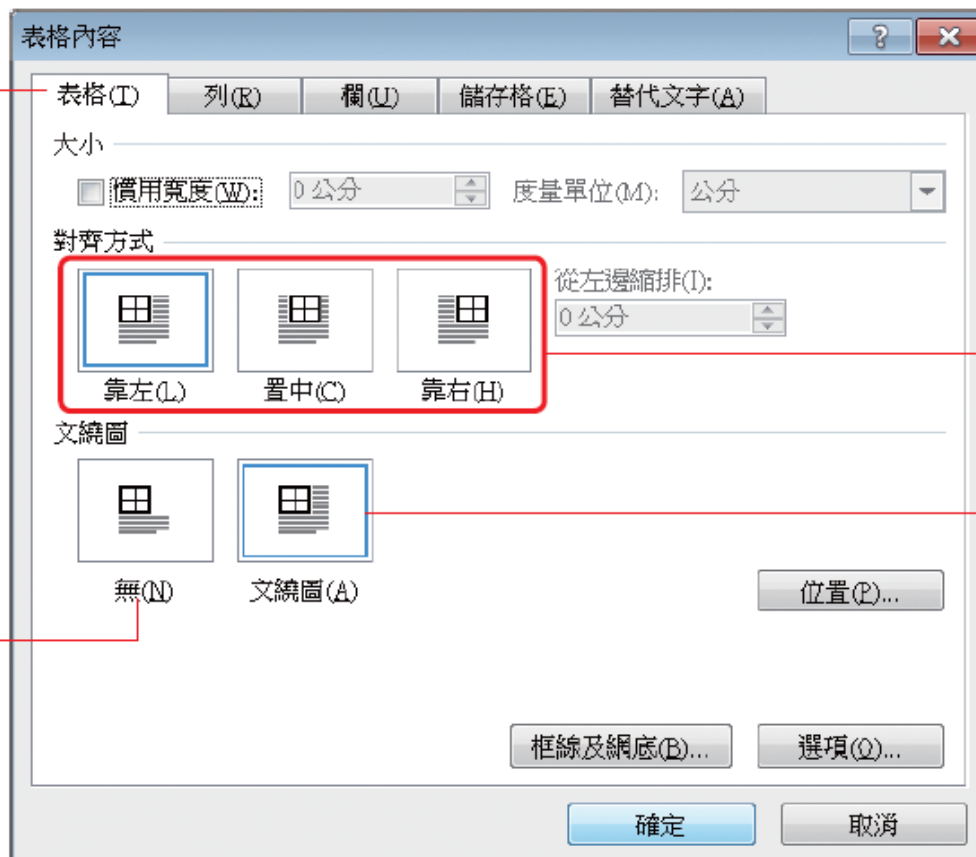 表格內容
表格(T) 列(R) 欄(U) 儲存格(E) 替代文字(A)
大小
慣用寬度(W): 0 公分 度量單位(M): 公分
對齊方式
從左邊縮排(I):
0 公分
靠左(L) 置中(C) 靠右(H)
文繞圖
無(N) 文繞圖(A)
位置(P)...
框線及網底(B)... 選項(O)...
確定 取消